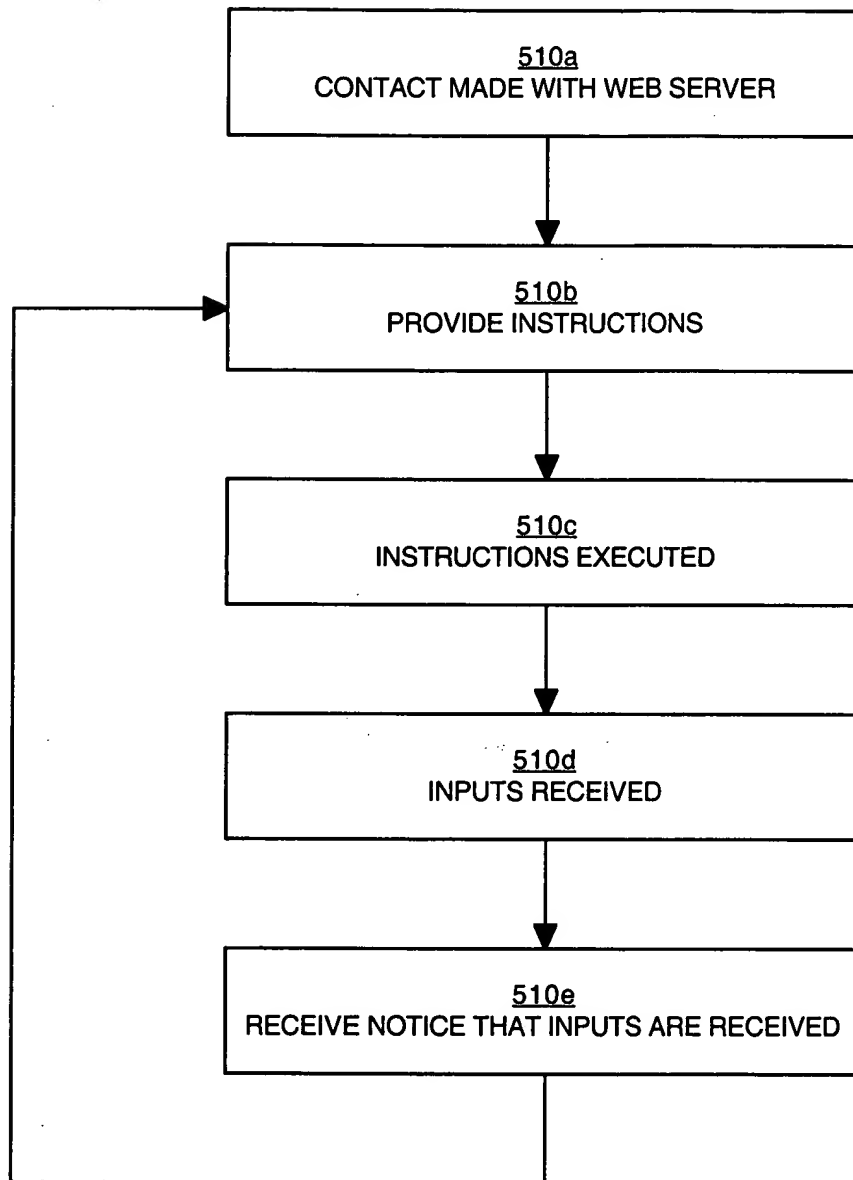 510a
CONTACT MADE WITH WEB SERVER
510b
PROVIDE INSTRUCTIONS
510c
INSTRUCTIONS EXECUTED
510d
INPUTS RECEIVED
510e
RECEIVE NOTICE THAT INPUTS ARE RECEIVED